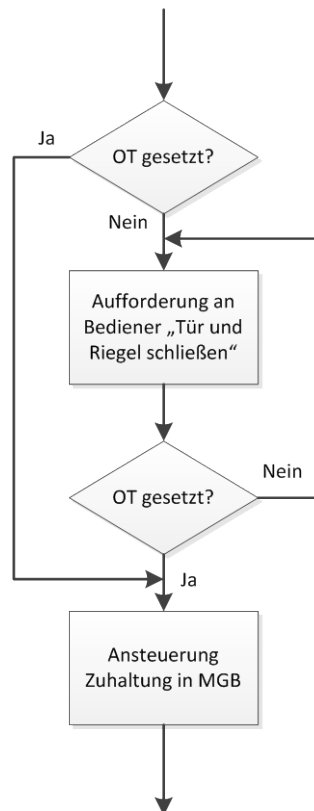 Ja
OT gesetzt?
Nein
Aufforderung an
Bediener „Tür und
Riegel schließen“
OT gesetzt?
Nein
Ja
Ansteuerung
Zuhaltung in MGB